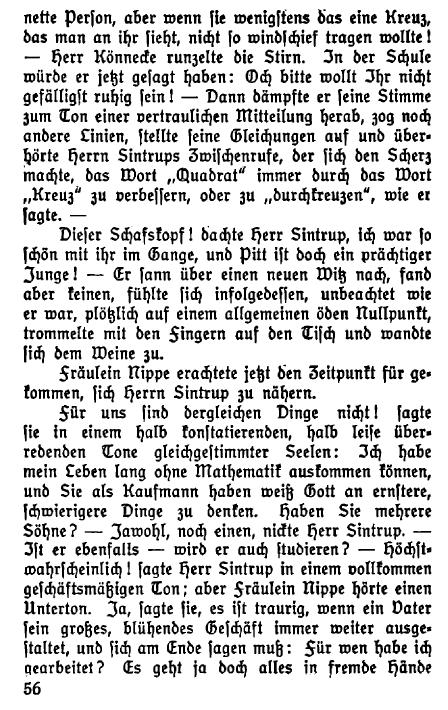 nette Person, aber wenn sie wenigstens das eine Kreuz,
das man an ihr sieht, nicht so windschief tragen wollte!
— Herr Könnecke runzelte die Stirn. In der Schule
würde er jetzt gesagt haben: Och bitte wollt Ihr nicht
gefälligst ruhig sein! — Dann dämpfte er seine Stimme
zum Ton einer vertraulichen Mitteilung herab, zog noch
andere Linien, stellte seine Gleichungen auf und über-
hörte Herrn Sintrups Zwischenrufe, der sich den Scherz
machte, das Wort „Quadrat“ immer durch das Wort
„Kreuz“ zu verbessern, oder zu „durchkreuzen“, wie er
sagte. —
Dieser Schafskopf! dachte Herr Sintrup, ich war so
schön mit ihr im Gange, und Pitt ist doch ein prächtiger
Junge! — Er sann über einen neuen Witz nach, fand
aber keinen, fühlte sich infolgedessen, unbeachtet wie
er war, plötzlich auf einem allgemeinen öden Nullpunkt,
trommelte mit den Fingern auf den Tisch und wandte
sich dem Weine zu.
Fräulein Nippe erachtete jetzt den Zeitpunkt für ge-
kommen, sich Herrn Sintrup zu nähern.
Für uns sind dergleichen Dinge nicht! sagte
sie in einem halb konstatierenden, halb leise über-
redenden Tone gleichgestimmter Seelen: Ich habe
mein Leben lang ohne Mathematik auskommen können,
und Sie als Kaufmann haben weiß Gott an ernstere,
schwierigere Dinge zu denken. Haben Sie mehrere
Söhne? — Jawohl, noch einen, nickte Herr Sintrup. —
Ist er ebenfalls — wird er auch studieren? — Höchst-
wahrscheinlich! sagte Herr Sintrup in einem vollkommen
geschäftsmäßigen Ton; aber Fräulein Nippe hörte einen
Unterton. Ja, sagte sie, es ist traurig, wenn ein Vater
sein großes, blühendes Geschäft immer weiter ausge-
staltet, und sich am Ende sagen muß: Für wen habe ich
gearbeitet? Es geht ja doch alles in fremde Hände
56